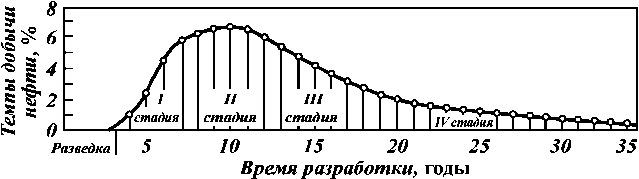 Темпы добычи
нефти, %
8
6
4
2
0
I
стадия
II
стадия
III
стадия
IV стадия
Разведка
5
10
15
20
25
30
35
Время разработки, годы